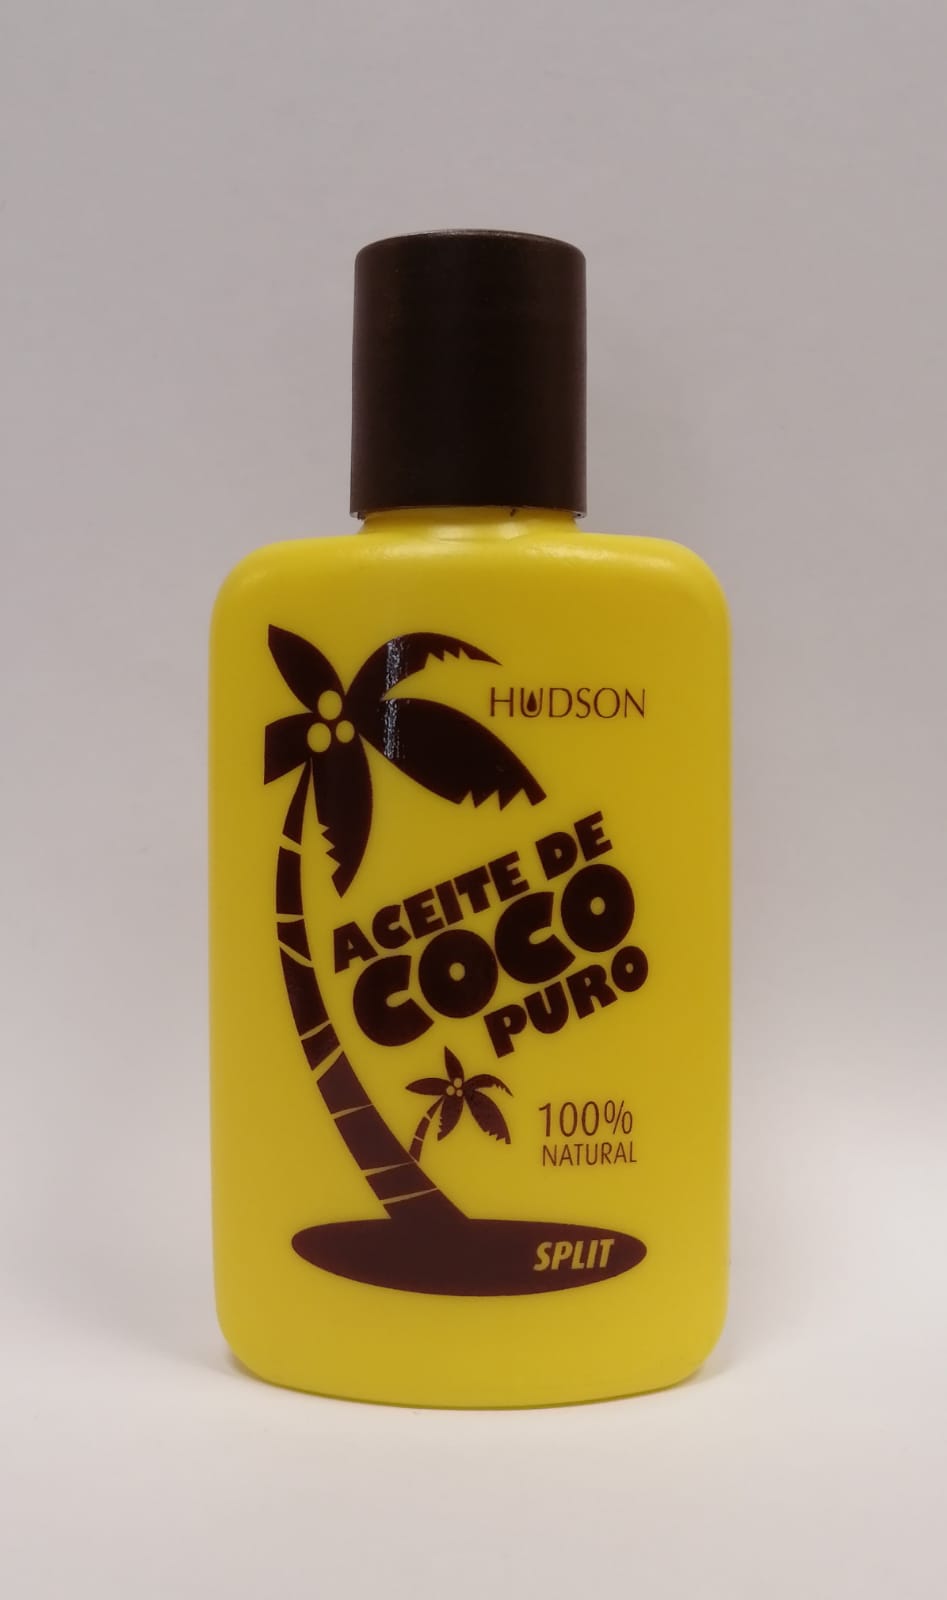 HUDSON
ACEITE DE
COCO
PURO
100%
NATURAL
SPLIT